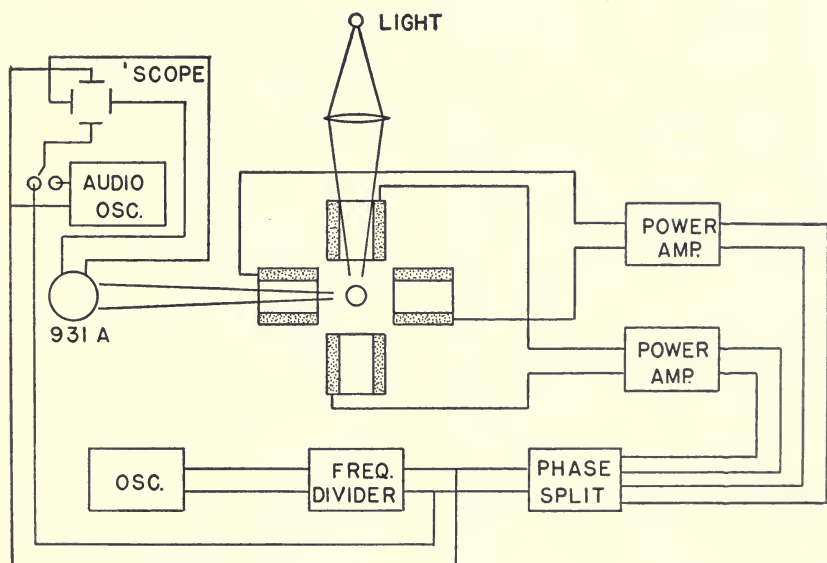 LIGHT
'SCOPE
AUDIO
OSC.
POWER
AMP.
931 A
POWER
AMP.
OSC.
FREQ.
DIVIDER
PHASE
SPLIT